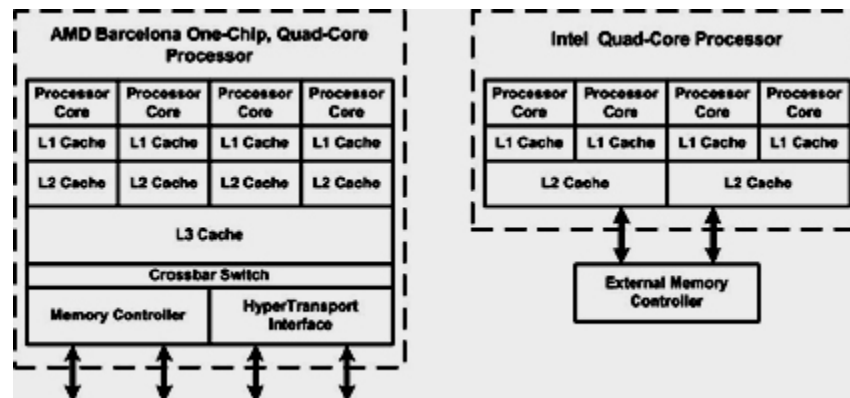 AMD Barcelona One-Chip, Quad-Core
Processor
Processor Core
Processor Core
Processor Core
Processor Core
L1 Cache
L1 Cache
L1 Cache
L1 Cache
L2 Cache
L2 Cache
L2 Cache
L2 Cache
L3 Cache
Crossbar Switch
Memory Controller
HyperTransport
Interface
Intel Quad-Core Processor
Processor Core
Processor Core
Processor Core
Processor Core
L1 Cache
L1 Cache
L1 Cache
L1 Cache
L2 Cache
L2 Cache
External Memory
Controller